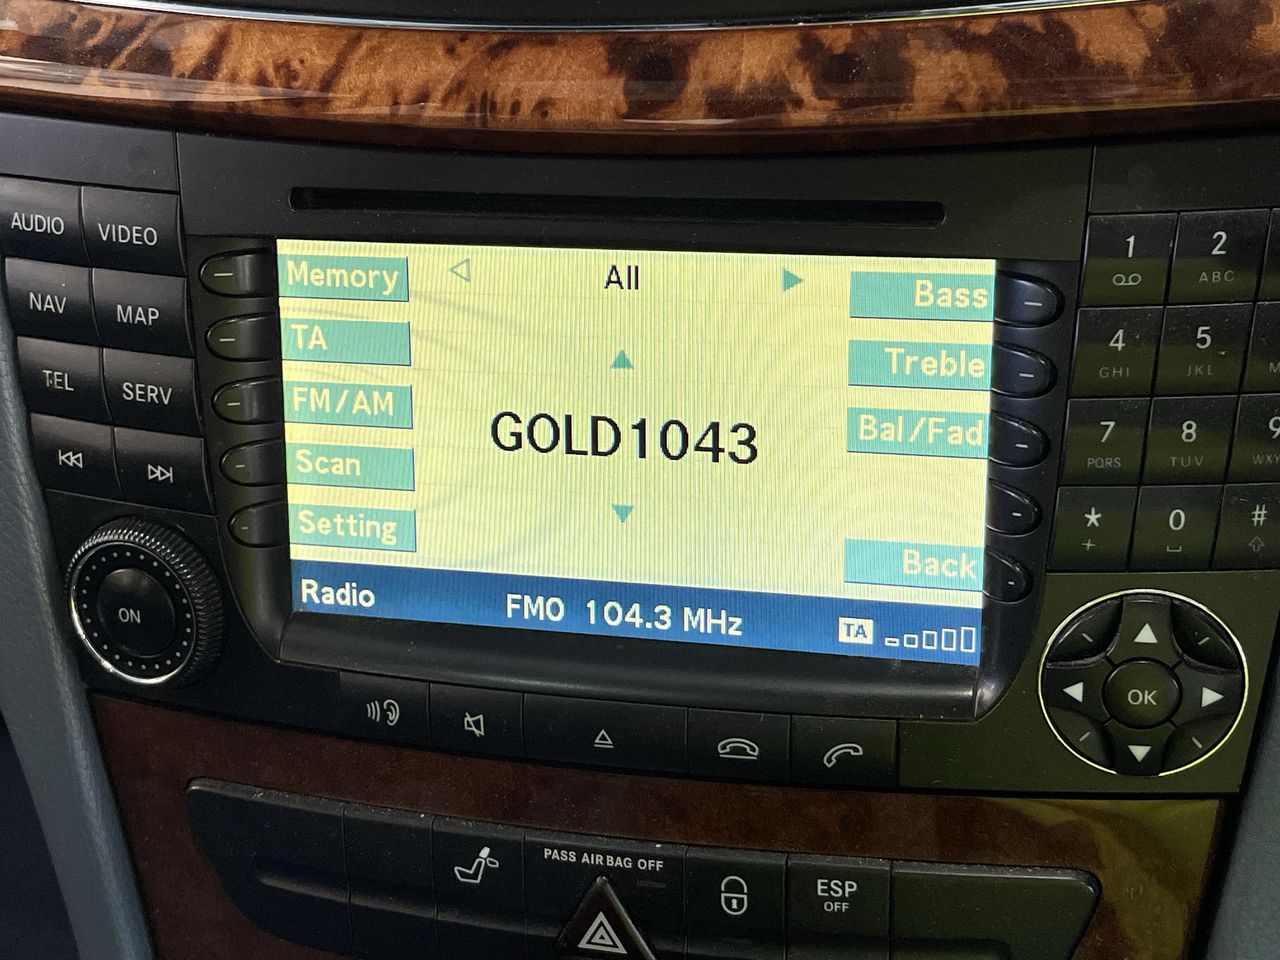 AUDIO
VIDEO
NAV
MAP
TEL
SERV
ON
Memory
TA
FM/AM
Scan
Setting
All
GOLD1043
Bass
Treble
Bal/Fad
Back
Radio FM0 104.3 MHz TA
1
2 ABC
4 GHI
5 JKL
7 PQRS
8 TUV
9
* +
0
#
OK
PASS AIRBAG OFF
ESP
OFF